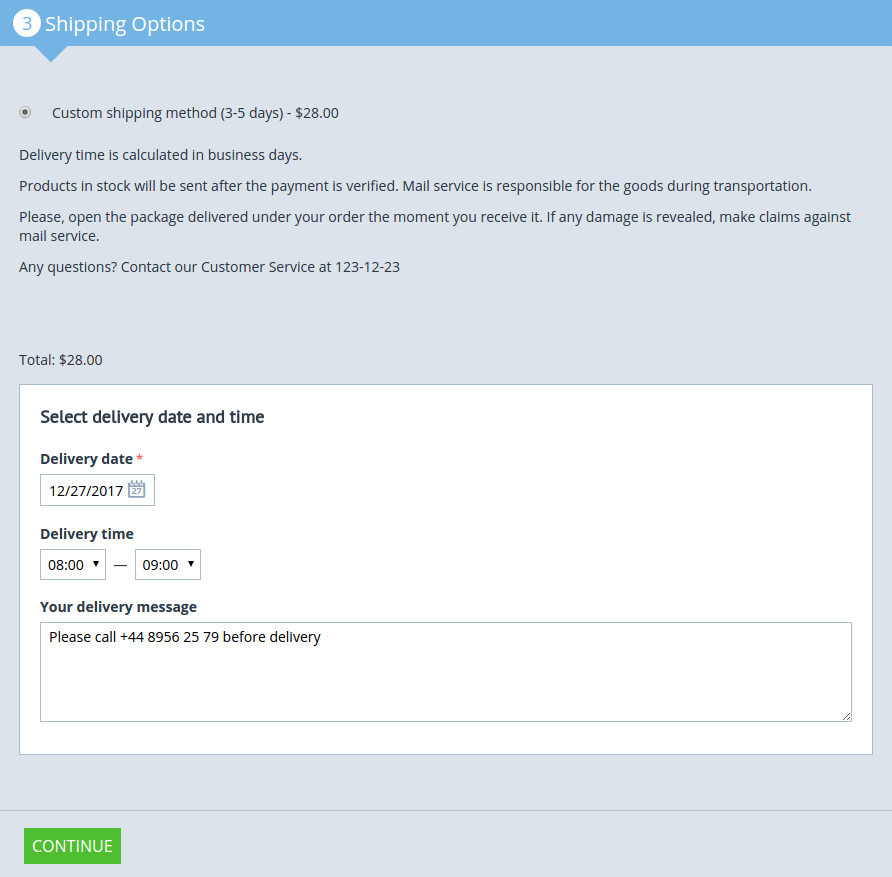 3 Shipping Options
Custom shipping method (3-5 days) - $28.00
Delivery time is calculated in business days.
Products in stock will be sent after the payment is verified. Mail service is responsible for the goods during transportation.
Please, open the package delivered under your order the moment you receive it. If any damage is revealed, make claims against
mail service.
Any questions? Contact our Customer Service at 123-12-23
Total: $28.00
Select delivery date and time
Delivery date *
12/27/2017 27
Delivery time
08:00 — 09:00
Your delivery message
Please call +44 8956 25 79 before delivery
CONTINUE